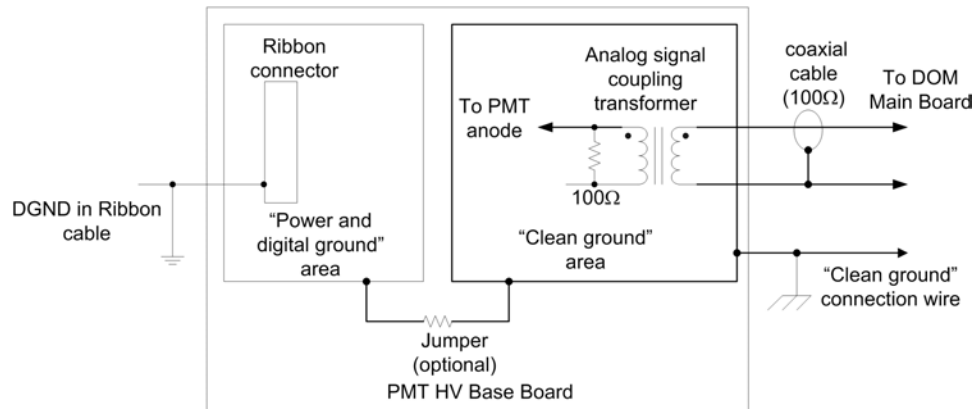 Ribbon
connector
DGND in Ribbon
cable
“Power and
digital ground”
area
Analog signal
coupling
transformer
To PMT
anode
100Ω
“Clean ground”
area
coaxial
cable
(100Ω)
To DOM
Main Board
“Clean ground”
connection wire
Jumper
(optional)
PMT HV Base Board